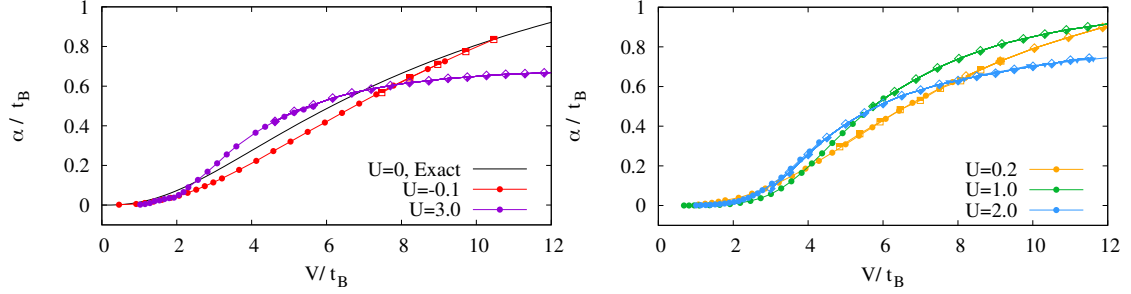 1
0.8
0.6
0.4
0.2
0
α / t_B
0 2 4 6 8 10 12
V/ t_B
U=0, Exact
U=-0.1
U=3.0
1
0.8
0.6
0.4
0.2
0
α / t_B
0 2 4 6 8 10 12
V/ t_B
U=0.2
U=1.0
U=2.0